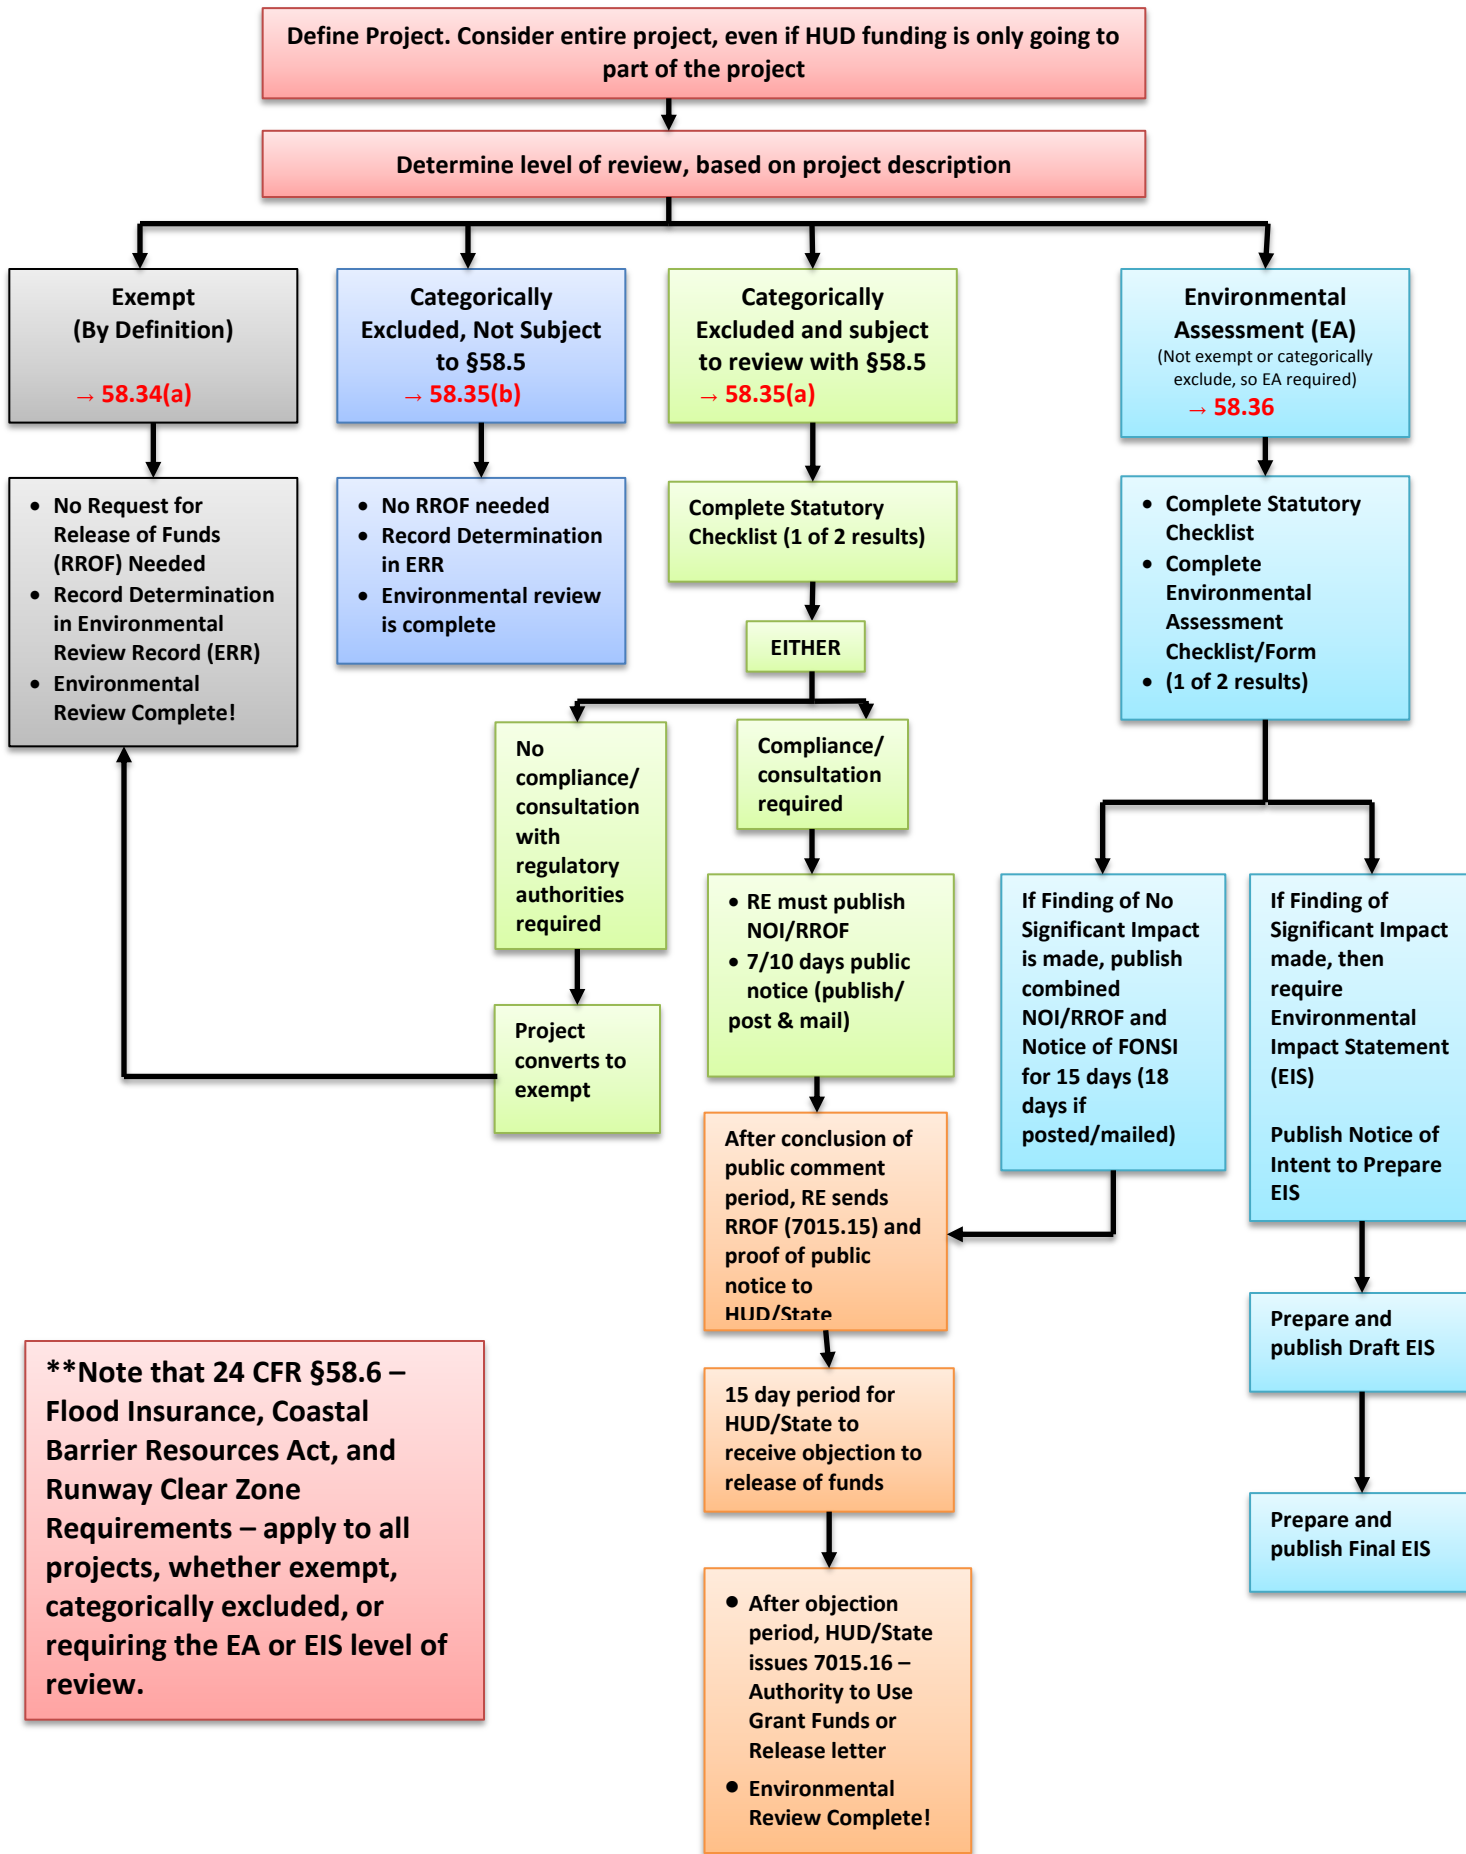 Define Project. Consider entire project, even if HUD funding is only going to
part of the project
Determine level of review, based on project description
Exempt
(By Definition)
→ 58.34(a)
Categorically
Excluded, Not Subject
to §58.5
→ 58.35(b)
Categorically
Excluded and subject
to review with §58.5
→ 58.35(a)
Environmental
Assessment (EA)
(Not exempt or categorically
exclude, so EA required)
→ 58.36
• No Request for
Release of Funds
(RROF) Needed
• Record Determination
in Environmental
Review Record (ERR)
• Environmental
Review Complete!
• No RROF needed
• Record Determination
in ERR
• Environmental review
is complete
Complete Statutory
Checklist (1 of 2 results)
• Complete Statutory
Checklist
• Complete
Environmental
Assessment
Checklist/Form
• (1 of 2 results)
EITHER
No
compliance/
consultation
with
regulatory
authorities
required
Compliance/
consultation
required
Project
converts to
exempt
• RE must publish
NOI/RROF
• 7/10 days public
notice (publish/
post & mail)
If Finding of No
Significant Impact
is made, publish
combined
NOI/RROF and
Notice of FONSI
for 15 days (18
days if
posted/mailed)
If Finding of
Significant Impact
made, then
require
Environmental
Impact Statement
(EIS)
Publish Notice of
Intent to Prepare
EIS
After conclusion of
public comment
period, RE sends
RROF (7015.15) and
proof of public
notice to
HUD/State
Prepare and
publish Draft EIS
15 day period for
HUD/State to
receive objection to
release of funds
Prepare and
publish Final EIS
• After objection
period, HUD/State
issues 7015.16 –
Authority to Use
Grant Funds or
Release letter
• Environmental
Review Complete!
**Note that 24 CFR §58.6 –
Flood Insurance, Coastal
Barrier Resources Act, and
Runway Clear Zone
Requirements – apply to all
projects, whether exempt,
categorically excluded, or
requiring the EA or EIS level of
review.